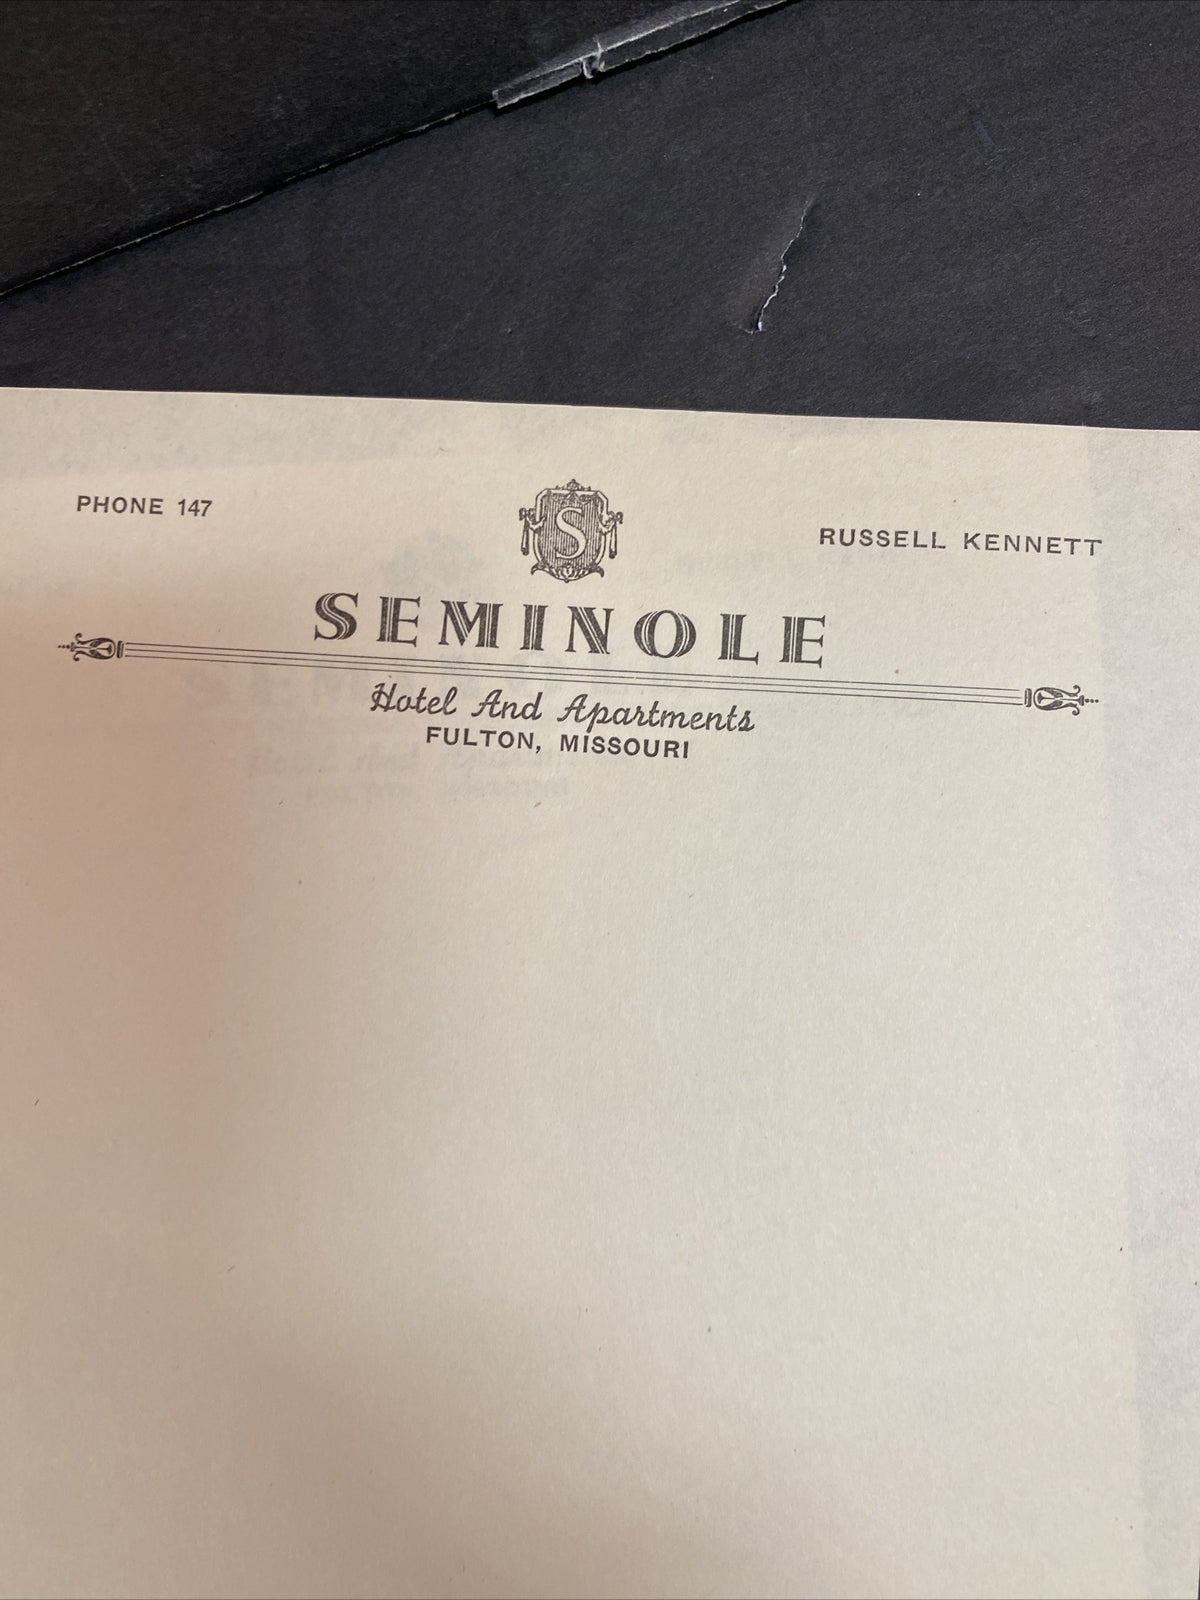 PHONE 147
S
RUSSELL KENNETT
SEMINOLE
Hotel And Apartments
FULTON, MISSOURI